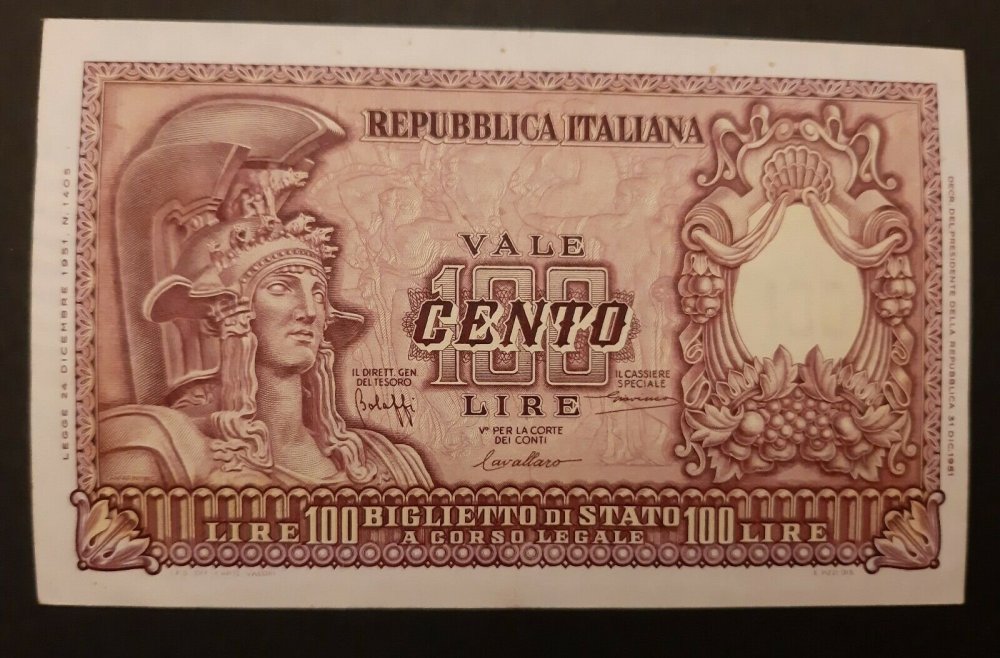 REPUBBLICA ITALIANA
VALE
100
CENTO
LIRE
IL DIRETT. GEN.
DEL TESORO
Bolaffi
IL CASSIERE
SPECIALE
Vº PER LA CORTE
DEI CONTI
Cavallaro
LEGGE 24 DICEMBRE 1951 N. 1405
DECR. DEL PRESIDENTE DELLA REPUBBLICA 31 DIC. 1951
LIRE 100 BIGLIETTO DI STATO 100 LIRE
A CORSO LEGALE